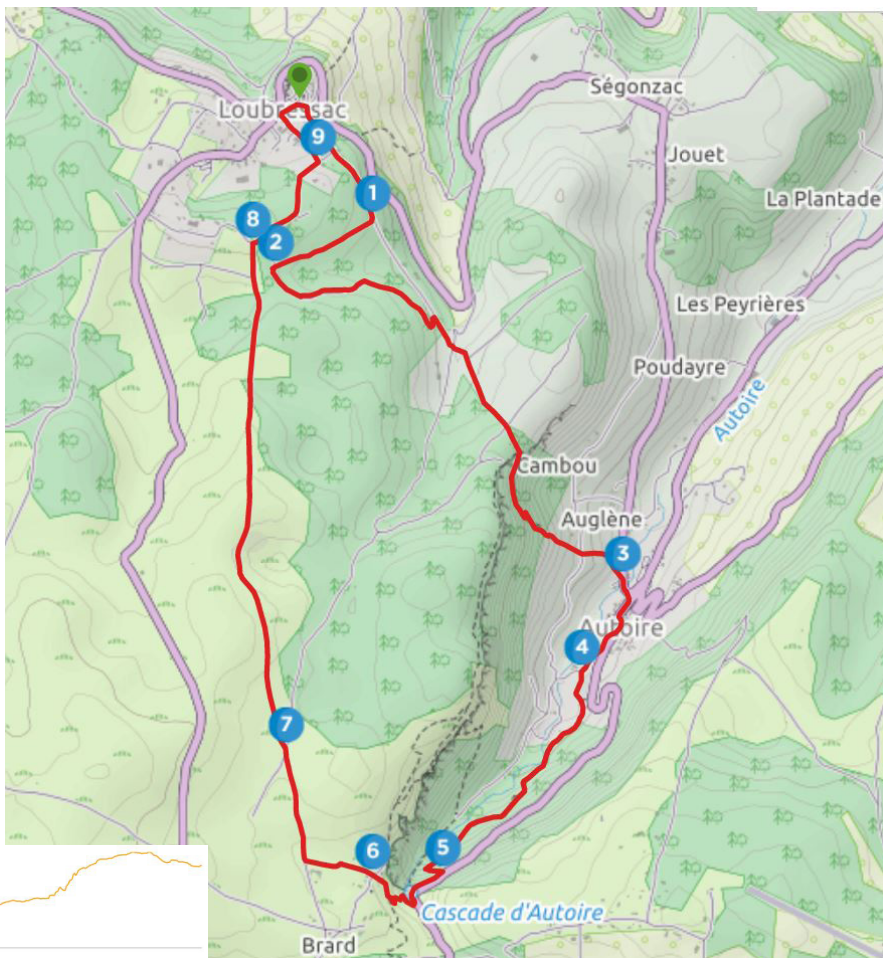 Ségonzac
Loubressac
9
Jouet
1
La Plantade
8
2
Les Peyrières
Poudayre
Autoire
Cambou
Auglène
3
Autoire
4
7
6
5
Cascade d'Autoire
Brard